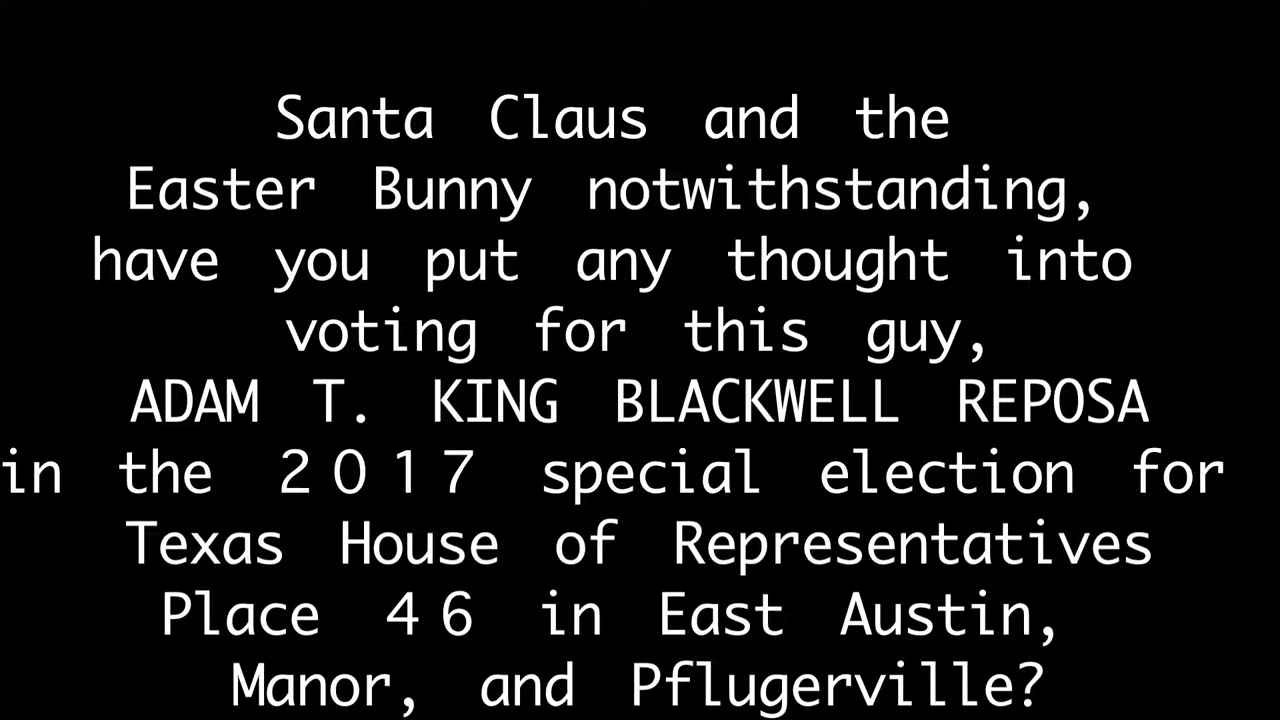 Santa Claus and the
Easter Bunny notwithstanding,
have you put any thought into
voting for this guy,
ADAM T. KING BLACKWELL REPOSA
in the 2017 special election for
Texas House of Representatives
Place 46 in East Austin,
Manor, and Pflugerville?